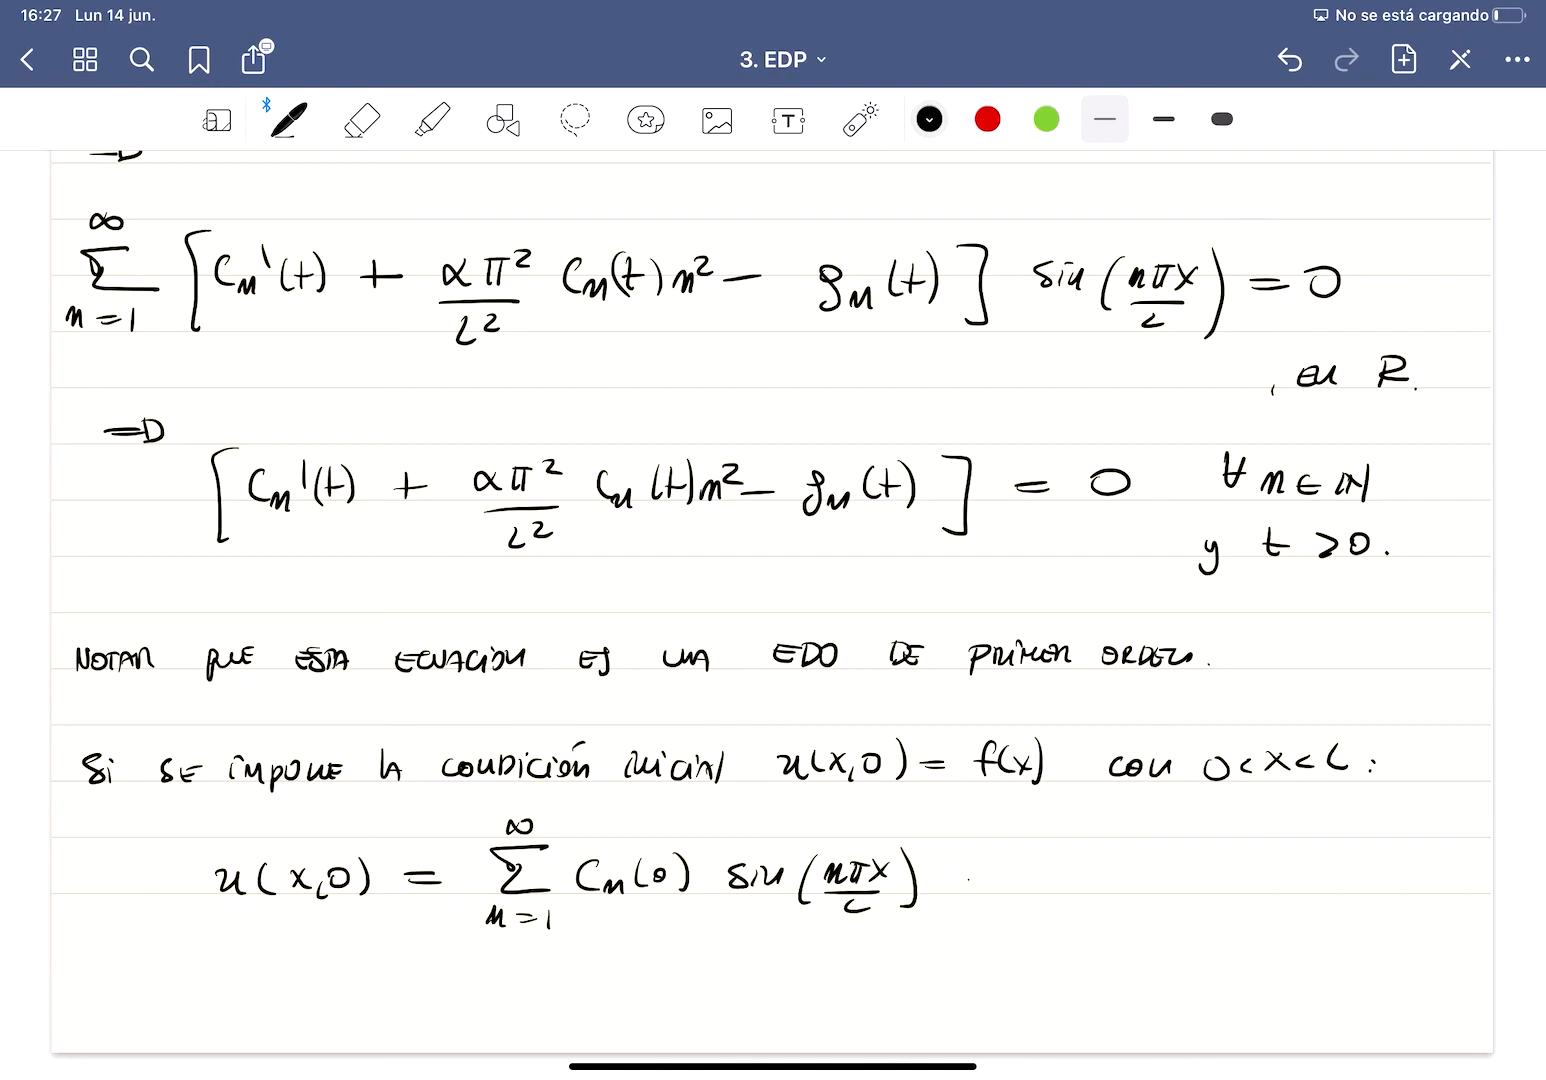 16:27 Lun 14 jun. No se está cargando
3. EDP
T
⇒
∑_{n=1}^{∞} [Cn'(t) + απ²/L² Cn(t) n² − gn(t)] sin(nπx/L) = 0
, en R.
⇒
[Cn'(t) + απ²/L² Cn(t) n² − gn(t)] = 0 ∀ n ∈ ℕ
y t > 0.
NOTAR QUE ESTA ECUACIÓN ES UNA EDO DE PRIMER ORDEN.
Si SE impone la condición inicial u(x,0) = f(x) con 0 < x < L :
u(x,0) = ∑_{n=1}^{∞} Cn(0) sin(nπx/L)